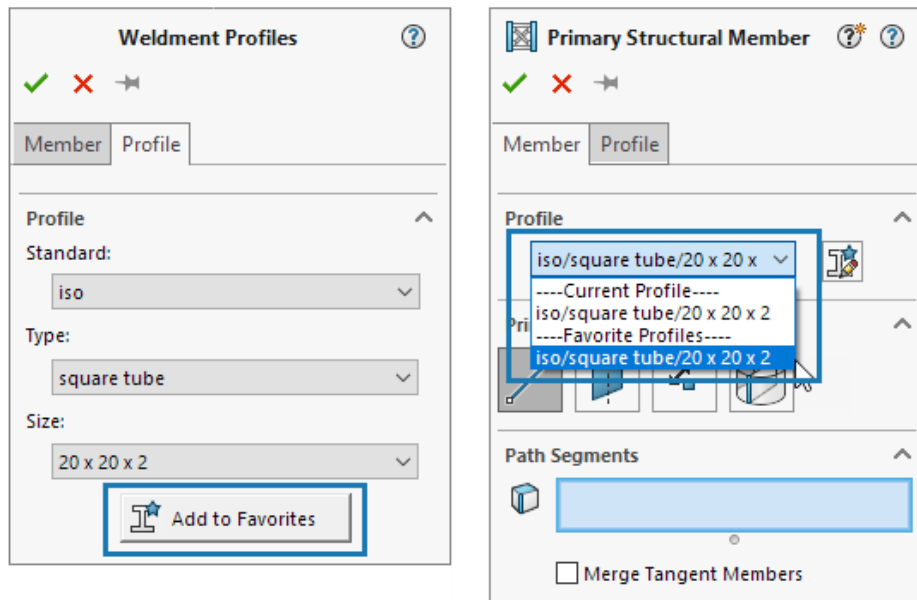 Weldment Profiles
Member
Profile
Profile
Standard:
iso
Type:
square tube
Size:
20 x 20 x 2
Add to Favorites
Primary Structural Member
Member
Profile
Profile
iso/square tube/20 x 20 x
----Current Profile----
iso/square tube/20 x 20 x 2
Pri
----Favorite Profiles----
iso/square tube/20 x 20 x 2
Path Segments
Merge Tangent Members